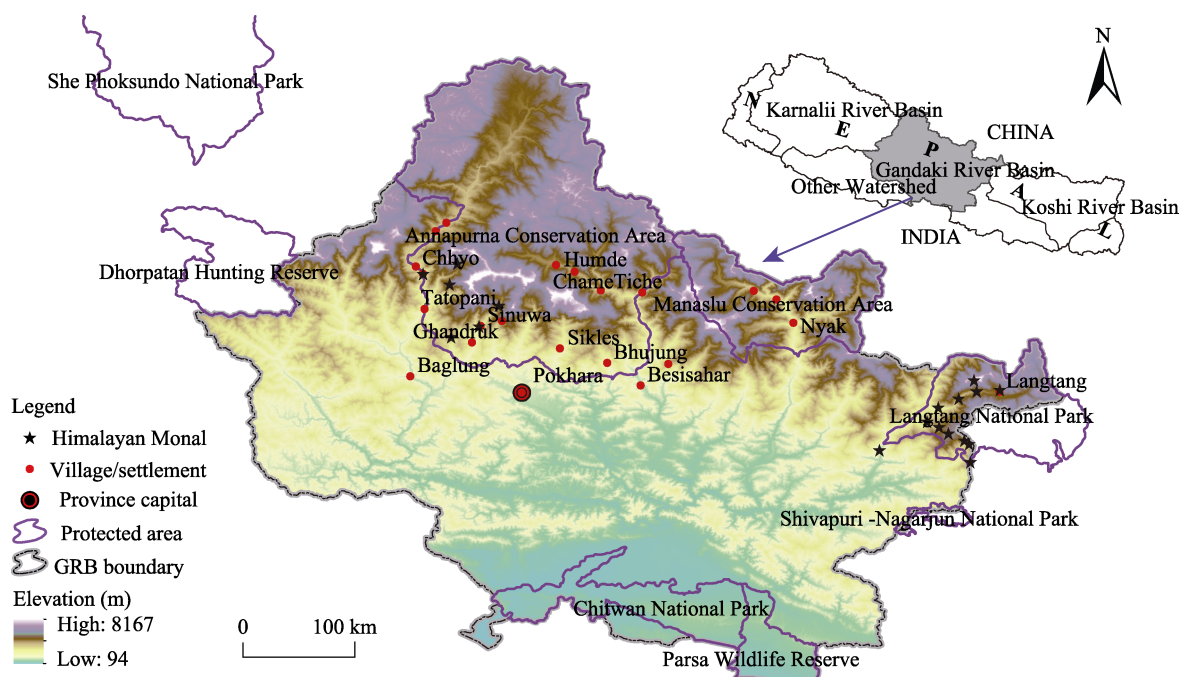 She Phoksundo National Park
N
N
Karnalii River Basin
E
P
CHINA
Gandaki River Basin
Other Watershed
A
Koshi River Basin
L
INDIA
Annapurna Conservation Area
Chhyo
Humde
Dhorpatan Hunting Reserve
ChameTiche
Tatopani
Manaslu Conservation Area
Sinuwa
Nyak
Ghandruk
Sikles
Bhujung
Baglung
Pokhara
Besisahar
Langtang
Langtang National Park
Legend
Himalayan Monal
Village/settlement
Province capital
Protected area
GRB boundary
Elevation (m)
High: 8167
Low: 94
0 100 km
Shivapuri -Nagarjun National Park
Chitwan National Park
Parsa Wildlife Reserve